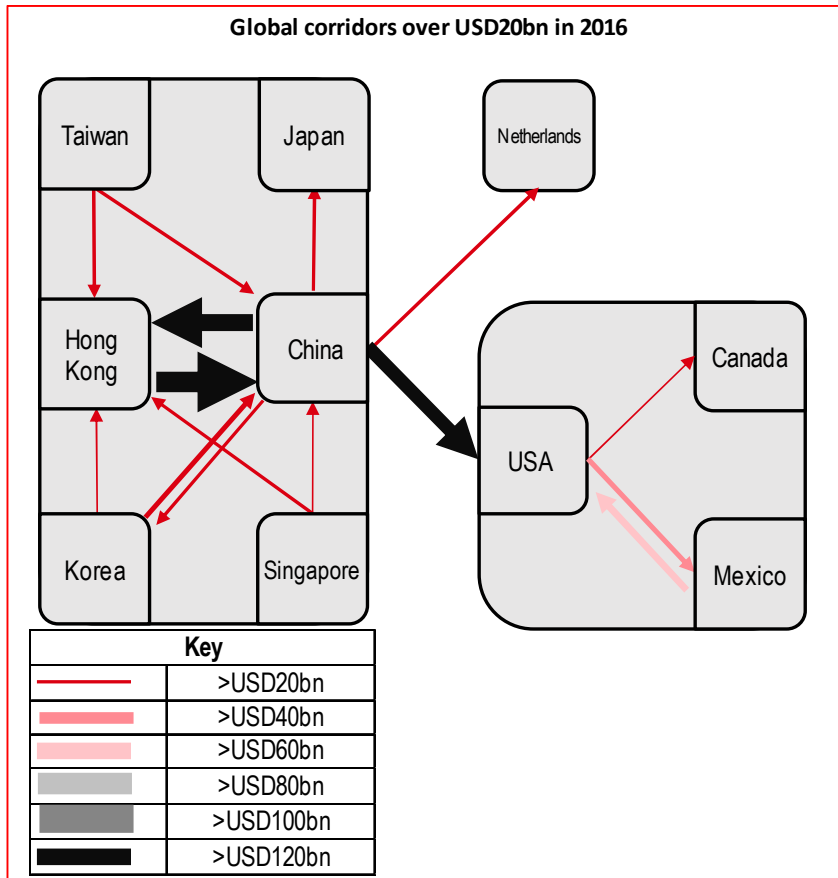 Global corridors over USD20bn in 2016
Taiwan
Japan
Netherlands
Hong
Kong
China
Canada
USA
Korea
Singapore
Mexico
Key
>USD20bn
>USD40bn
>USD60bn
>USD80bn
>USD100bn
>USD120bn